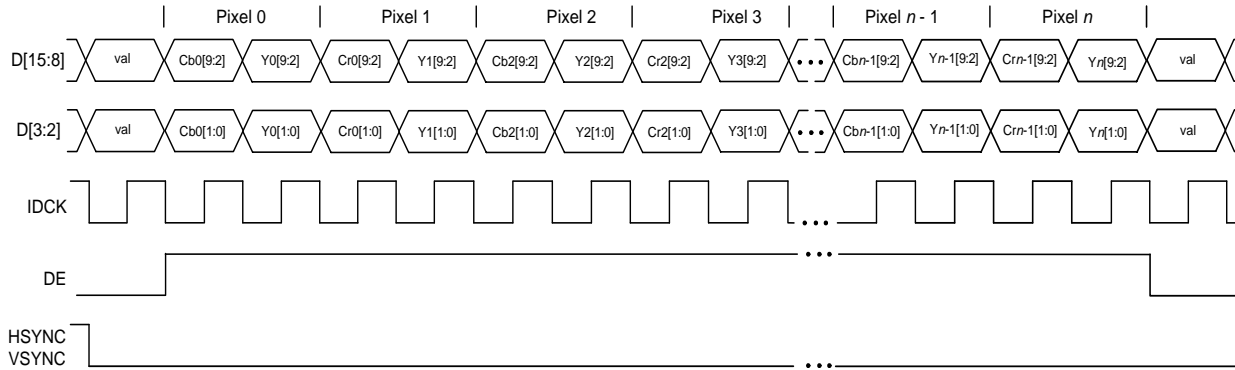 Pixel 0 Pixel 1 Pixel 2 Pixel 3 Pixel n - 1 Pixel n
D[15:8] val Cb0[9:2] Y0[9:2] Cr0[9:2] Y1[9:2] Cb2[9:2] Y2[9:2] Cr2[9:2] Y3[9:2] ••• Cbn-1[9:2] Yn-1[9:2] Crn-1[9:2] Yn[9:2] val
D[3:2] val Cb0[1:0] Y0[1:0] Cr0[1:0] Y1[1:0] Cb2[1:0] Y2[1:0] Cr2[1:0] Y3[1:0] ••• Cbn-1[1:0] Yn-1[1:0] Crn-1[1:0] Yn[1:0] val
IDCK •••
DE •••
HSYNC
VSYNC •••